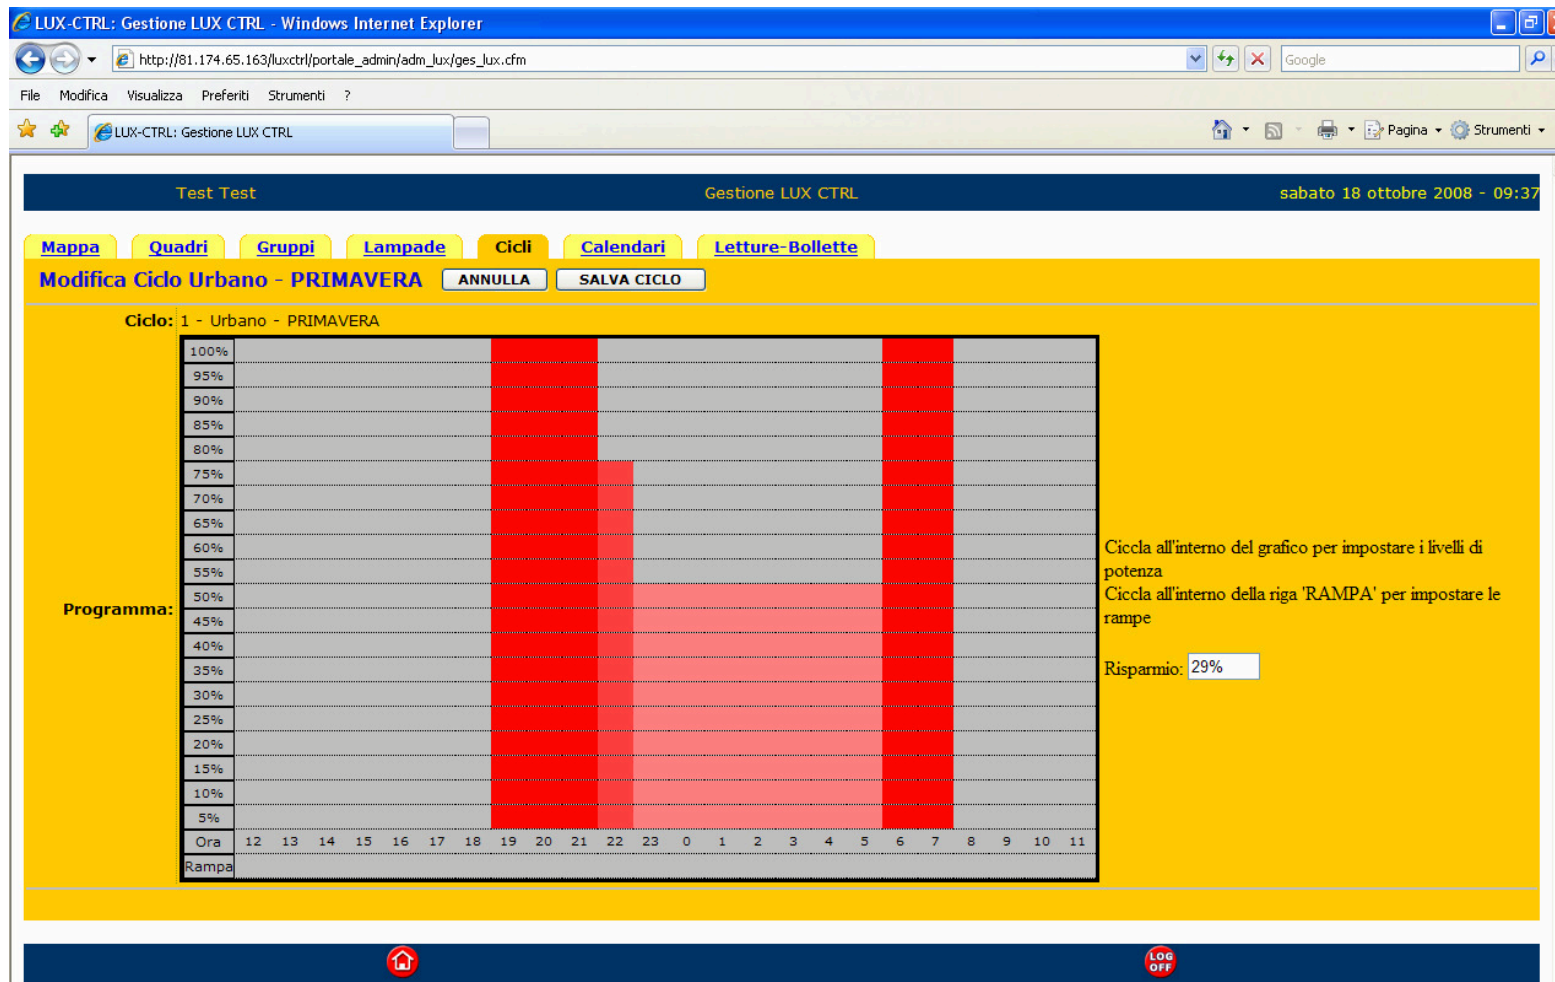 LUX-CTRL: Gestione LUX CTRL - Windows Internet Explorer
http://81.174.65.163/luxctrl/portale_admin/adm_lux/ges_lux.cfm
Google
File Modifica Visualizza Preferiti Strumenti ?
LUX-CTRL: Gestione LUX CTRL
Pagina Strumenti
Test Test Gestione LUX CTRL sabato 18 ottobre 2008 - 09:37
Mappa Quadri Gruppi Lampade Cicli Calendari Letture-Bollette
Modifica Ciclo Urbano - PRIMAVERA ANNULLA SALVA CICLO
Ciclo: 1 - Urbano - PRIMAVERA
Programma:
100%
95%
90%
85%
80%
75%
70%
65%
60%
55%
50%
45%
40%
35%
30%
25%
20%
15%
10%
5%
Ora 12 13 14 15 16 17 18 19 20 21 22 23 0 1 2 3 4 5 6 7 8 9 10 11
Rampa
Ciccla all'interno del grafico per impostare i livelli di
potenza
Ciccla all'interno della riga 'RAMPA' per impostare le
rampe
Risparmio: 29%
LOG
OFF